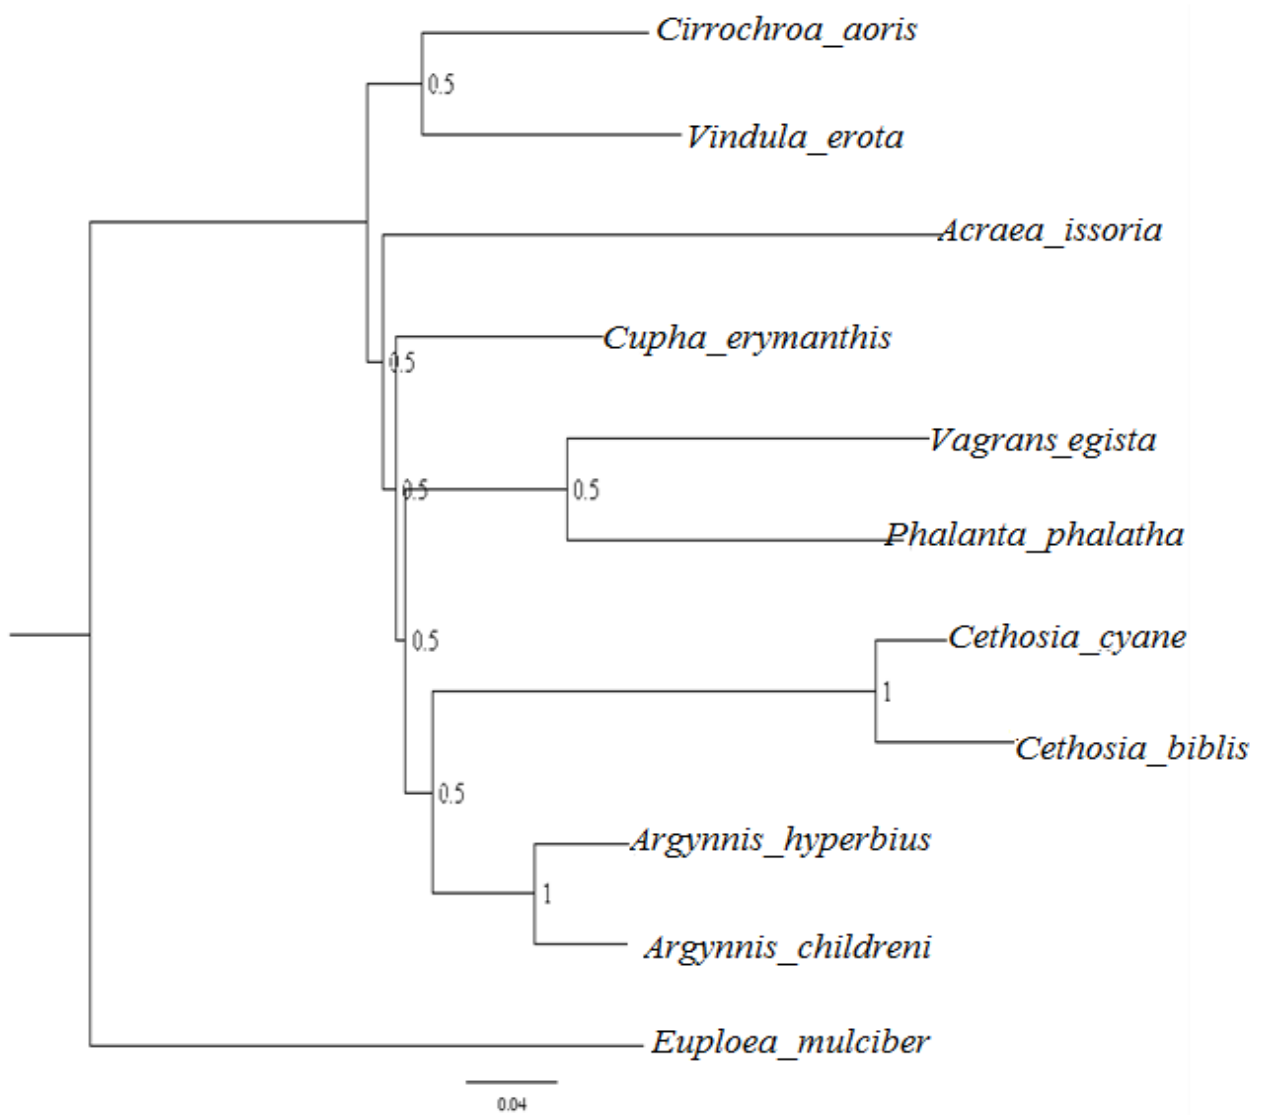 Cirrochroa_aoris
0.5
Vindula_erota
Acraea_issoria
Cupha_erymanthis
0.5
Vagrans_egista
0.5
0.5
Phalanta_phalatha
Cethosia_cyane
0.5
1
Cethosia_biblis
0.5
Argynnis_hyperbius
1
Argynnis_childreni
Euploea_mulciber
0.04